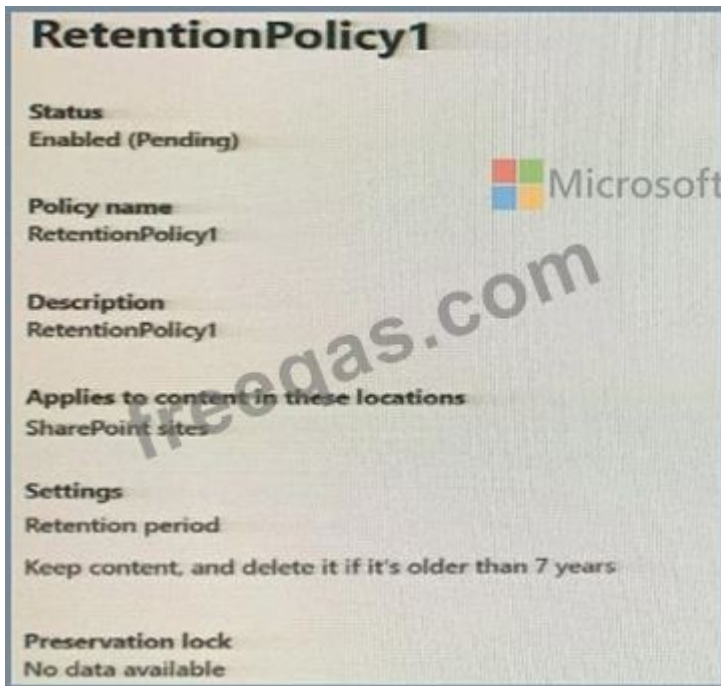 RetentionPolicy1
Status
Enabled (Pending)
Microsoft
Policy name
RetentionPolicy1
Description
RetentionPolicy1
freeqas.com
Applies to content in these locations
SharePoint sites
Settings
Retention period
Keep content, and delete it if it's older than 7 years
Preservation lock
No data available